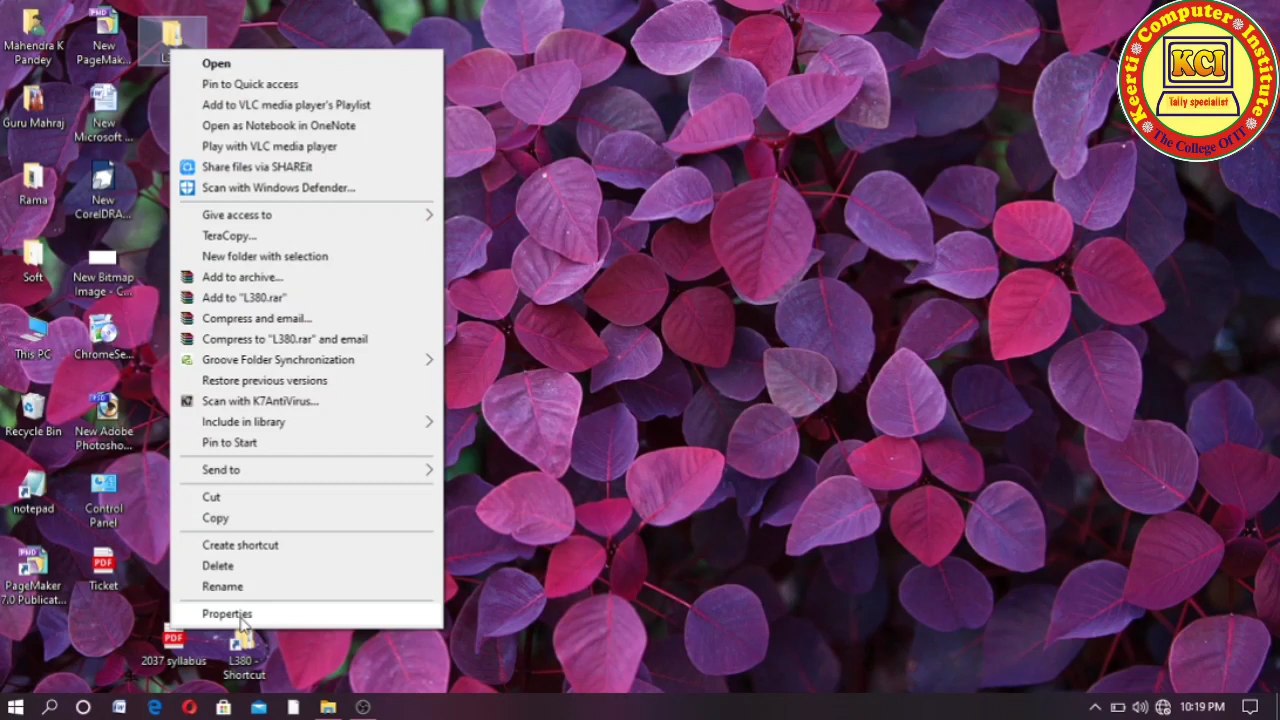 Mahendra K
Pandey
New
PageMak...
Guru Mahraj
New
Microsoft ...
Rama
New
CorelDRA...
Soft
New Bitmap
Image - C...
This PC
ChromeSe...
Recycle Bin
New Adobe
Photosho...
notepad
Control
Panel
PageMaker
7.0 Publicat...
Ticket
PDF
2037 syllabus
PDF
L380 -
Shortcut
Open
Pin to Quick access
Add to VLC media player's Playlist
Open as Notebook in OneNote
Play with VLC media player
Share files via SHAREit
Scan with Windows Defender...
Give access to
TeraCopy...
New folder with selection
Add to archive...
Add to "L380.rar"
Compress and email...
Compress to "L380.rar" and email
Groove Folder Synchronization
Restore previous versions
Scan with K7AntiVirus...
Include in library
Pin to Start
Send to
Cut
Copy
Create shortcut
Delete
Rename
Properties
Keerti Computer Institute
KCI
Tally specialist
The College Of IT
10:19 PM